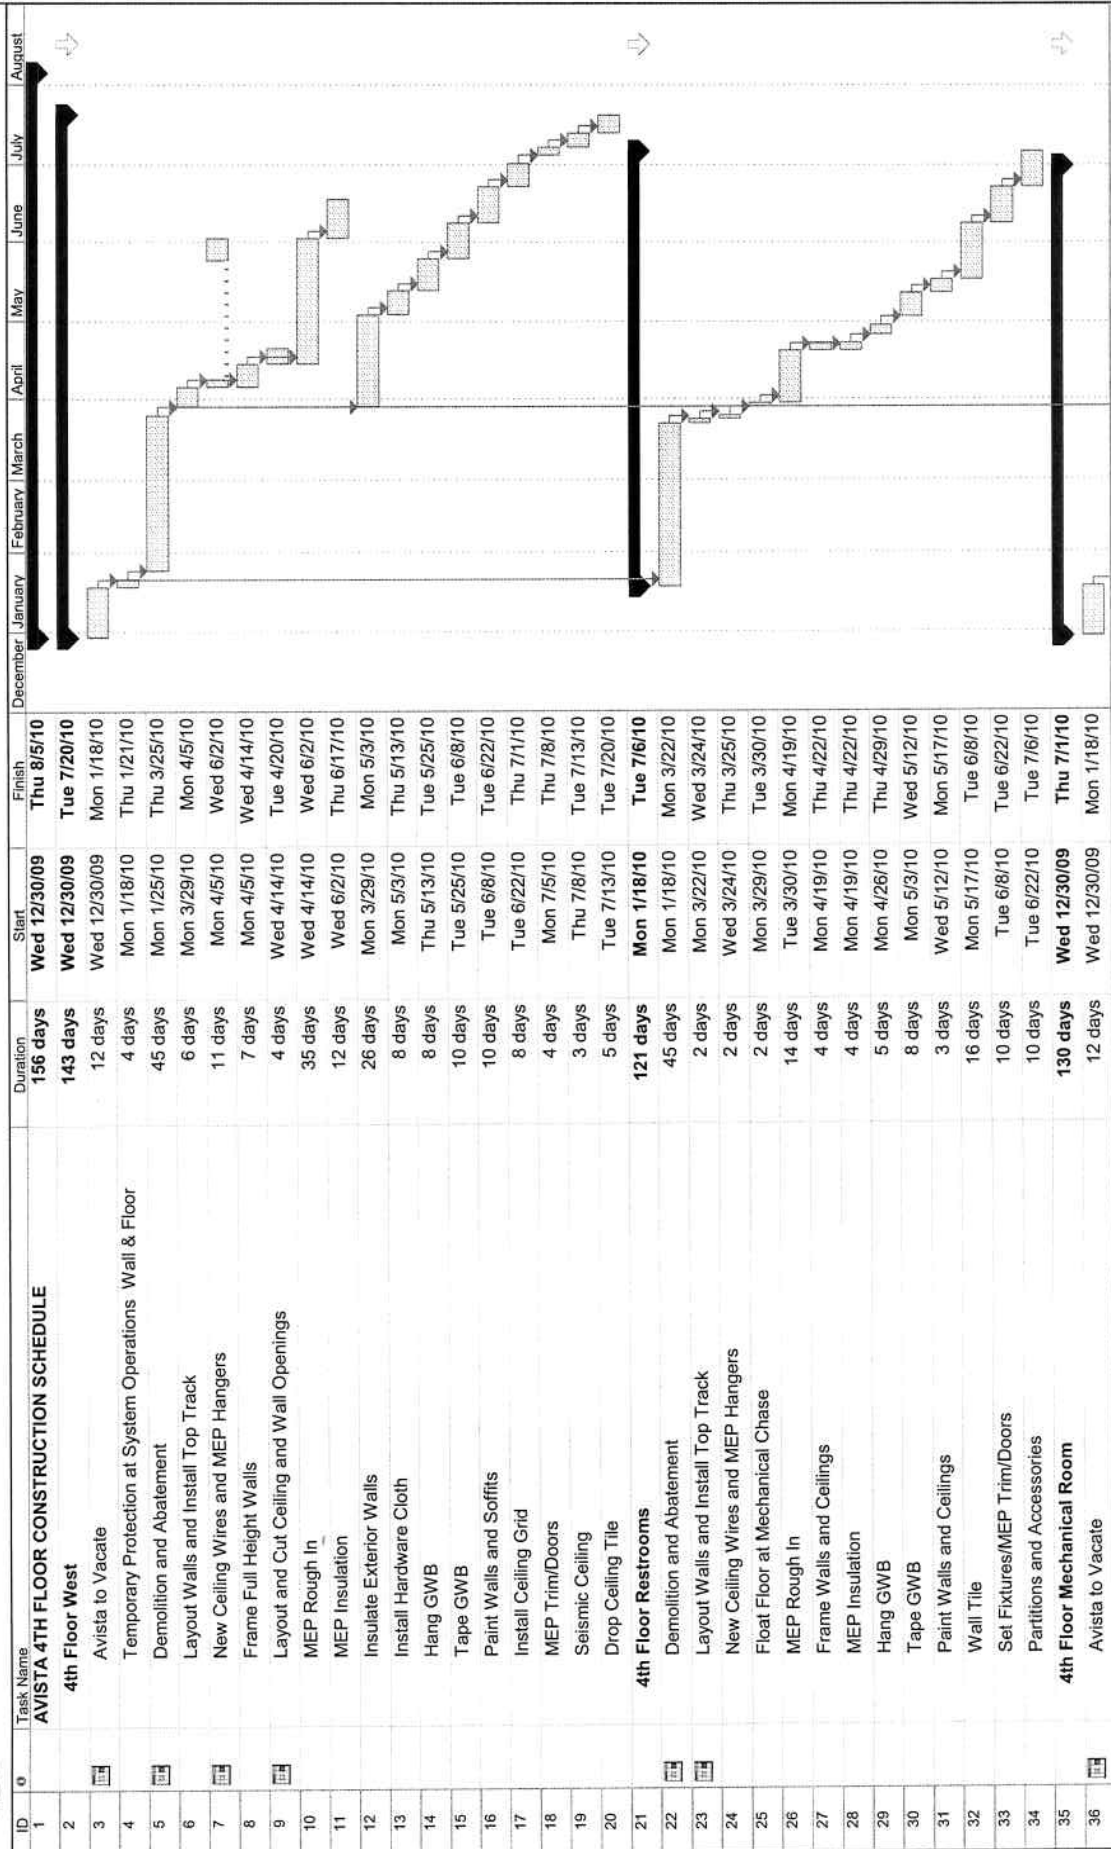 ID Task Name Duration Start Finish December January February March April May June July August
1 AVISTA 4TH FLOOR CONSTRUCTION SCHEDULE 156 days Wed 12/30/09 Thu 8/5/10
2 4th Floor West 143 days Wed 12/30/09 Tue 7/20/10
3 Avista to Vacate 12 days Wed 12/30/09 Mon 1/18/10
4 Temporary Protection at System Operations Wall & Floor 4 days Mon 1/18/10 Thu 1/21/10
5 Demolition and Abatement 45 days Mon 1/25/10 Thu 3/25/10
6 Layout Walls and Install Top Track 6 days Mon 3/29/10 Mon 4/5/10
7 New Ceiling Wires and MEP Hangers 11 days Mon 4/5/10 Wed 6/2/10
8 Frame Full Height Walls 7 days Mon 4/5/10 Wed 4/14/10
9 Layout and Cut Ceiling and Wall Openings 4 days Wed 4/14/10 Tue 4/20/10
10 MEP Rough In 35 days Wed 4/14/10 Wed 6/2/10
11 MEP Insulation 12 days Wed 6/2/10 Thu 6/17/10
12 Insulate Exterior Walls 26 days Mon 3/29/10 Mon 5/3/10
13 Install Hardware Cloth 8 days Mon 5/3/10 Thu 5/13/10
14 Hang GWB 8 days Thu 5/13/10 Tue 5/25/10
15 Tape GWB 10 days Tue 5/25/10 Tue 6/8/10
16 Paint Walls and Soffits 10 days Tue 6/8/10 Tue 6/22/10
17 Install Ceiling Grid 8 days Tue 6/22/10 Thu 7/1/10
18 MEP Trim/Doors 4 days Mon 7/5/10 Thu 7/8/10
19 Seismic Ceiling 3 days Thu 7/8/10 Tue 7/13/10
20 Drop Ceiling Tile 5 days Tue 7/13/10 Tue 7/20/10
21 4th Floor Restrooms 121 days Mon 1/18/10 Tue 7/6/10
22 Demolition and Abatement 45 days Mon 1/18/10 Mon 3/22/10
23 Layout Walls and Install Top Track 2 days Mon 3/22/10 Wed 3/24/10
24 New Ceiling Wires and MEP Hangers 2 days Wed 3/24/10 Thu 3/25/10
25 Float Floor at Mechanical Chase 2 days Mon 3/29/10 Tue 3/30/10
26 MEP Rough In 14 days Tue 3/30/10 Mon 4/19/10
27 Frame Walls and Ceilings 4 days Mon 4/19/10 Thu 4/22/10
28 MEP Insulation 4 days Mon 4/19/10 Thu 4/22/10
29 Hang GWB 5 days Mon 4/26/10 Thu 4/29/10
30 Tape GWB 8 days Mon 5/3/10 Wed 5/12/10
31 Paint Walls and Ceilings 3 days Wed 5/12/10 Mon 5/17/10
32 Wall Tile 16 days Mon 5/17/10 Tue 6/8/10
33 Set Fixtures/MEP Trim/Doors 10 days Tue 6/8/10 Tue 6/22/10
34 Partitions and Accessories 10 days Tue 6/22/10 Tue 7/6/10
35 4th Floor Mechanical Room 130 days Wed 12/30/09 Thu 7/1/10
36 Avista to Vacate 12 days Wed 12/30/09 Mon 1/18/10